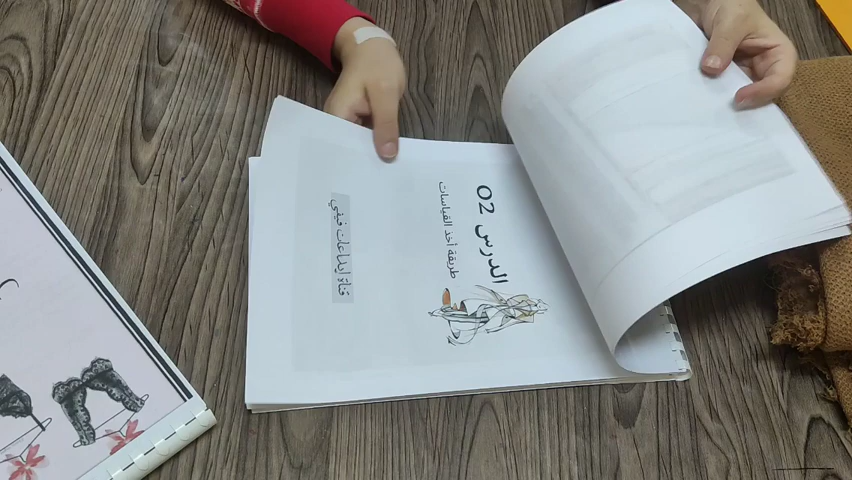 الدرس 02
طريقة أخذ القياسات
قناة إبداعات فيفي